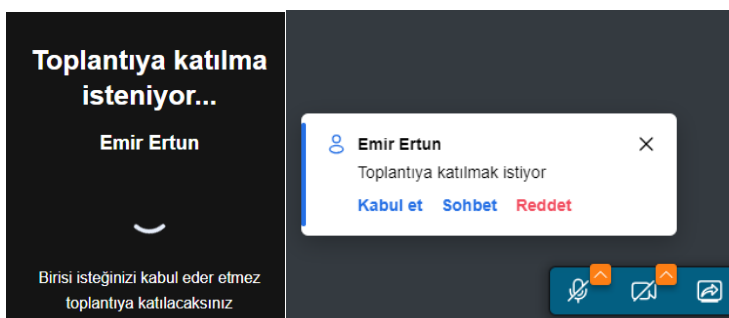 Toplantıya katılma
isteniyor...
Emir Ertun
Birisi isteğinizi kabul eder etmez
toplantıya katılacaksınız
Emir Ertun
Toplantıya katılmak istiyor
Kabul et Sohbet Reddet